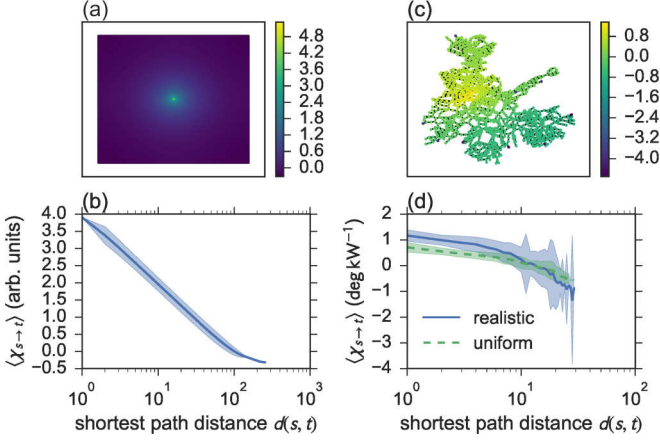 (a)
4.8
4.2
3.6
3.0
2.4
1.8
1.2
0.6
0.0
(c)
0.8
0.0
−0.8
−1.6
−2.4
−3.2
−4.0
(b)
4.0
3.5
3.0
2.5
2.0
1.5
1.0
0.5
0.0
−0.5
⟨χs→t⟩ (arb. units)
10⁰ 10¹ 10² 10³
shortest path distance d(s, t)
(d)
2
1
0
−1
−2
−3
−4
⟨χs→t⟩ (deg kW⁻¹)
realistic
uniform
10⁰ 10¹ 10²
shortest path distance d(s, t)